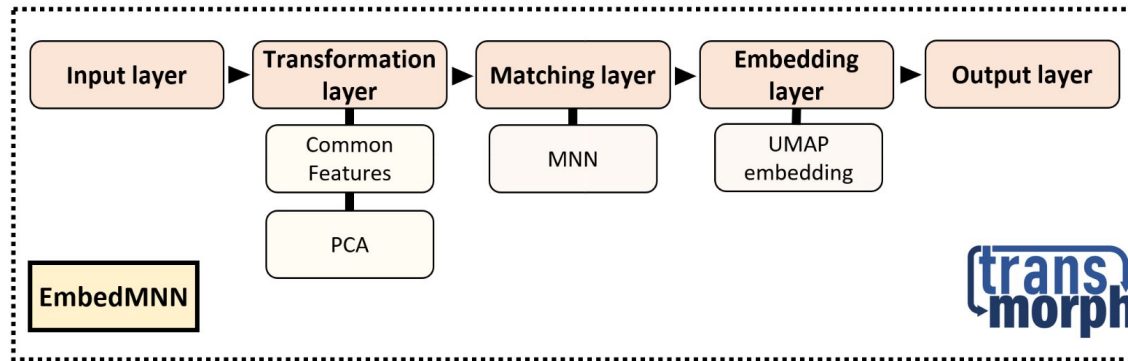 Input layer
Transformation
layer
Matching layer
Embedding
layer
Output layer
Common
Features
MNN
UMAP
embedding
PCA
EmbedMNN
trans
morph